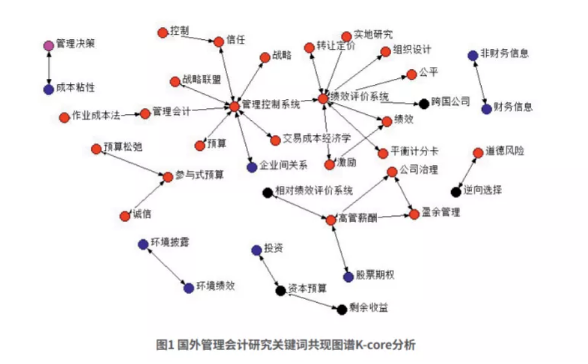 控制
实地研究
管理决策
信任
转让定价
组织设计
非财务信息
战略
公平
战略联盟
绩效评价系统
成本粘性
管理控制系统
跨国公司
财务信息
作业成本法
管理会计
绩效
交易成本经济学
预算
预算松弛
平衡计分卡
道德风险
企业间关系
激励
公司治理
参与式预算
相对绩效评价系统
逆向选择
诚信
高管薪酬
盈余管理
环境披露
投资
股票期权
环境绩效
资本预算
剩余收益
图1 国外管理会计研究关键词共现图谱K-core分析